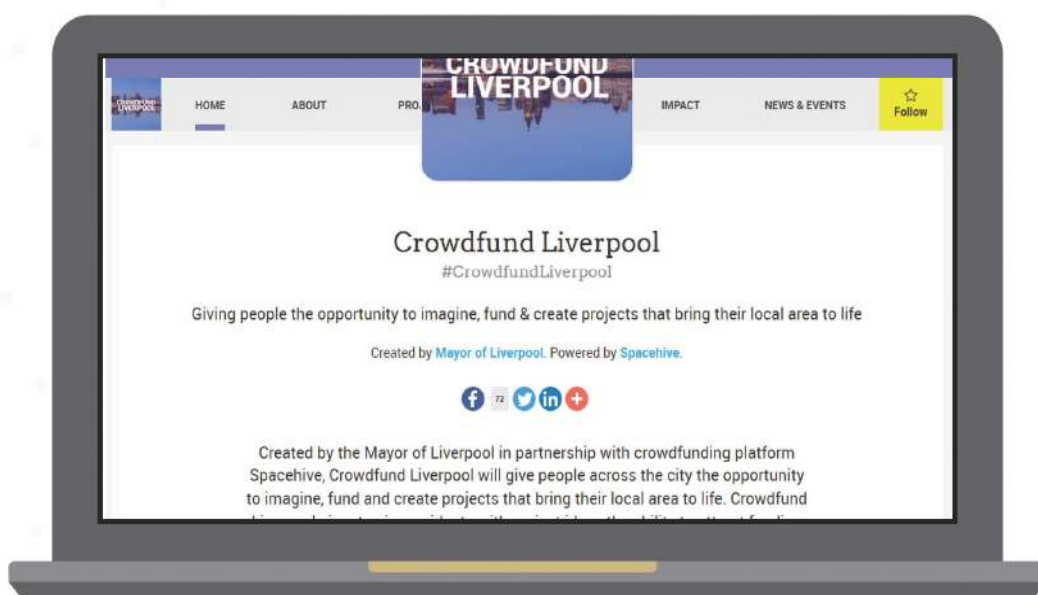 CROWDFUND
LIVERPOOL
CROWDFUND
LIVERPOOL
HOME
ABOUT
IMPACT
NEWS & EVENTS
Follow
Crowdfund Liverpool
#CrowdfundLiverpool
Giving people the opportunity to imagine, fund & create projects that bring their local area to life
Created by Mayor of Liverpool. Powered by Spacehive.
72
Created by the Mayor of Liverpool in partnership with crowdfunding platform
Spacehive, Crowdfund Liverpool will give people across the city the opportunity
to imagine, fund and create projects that bring their local area to life. Crowdfund